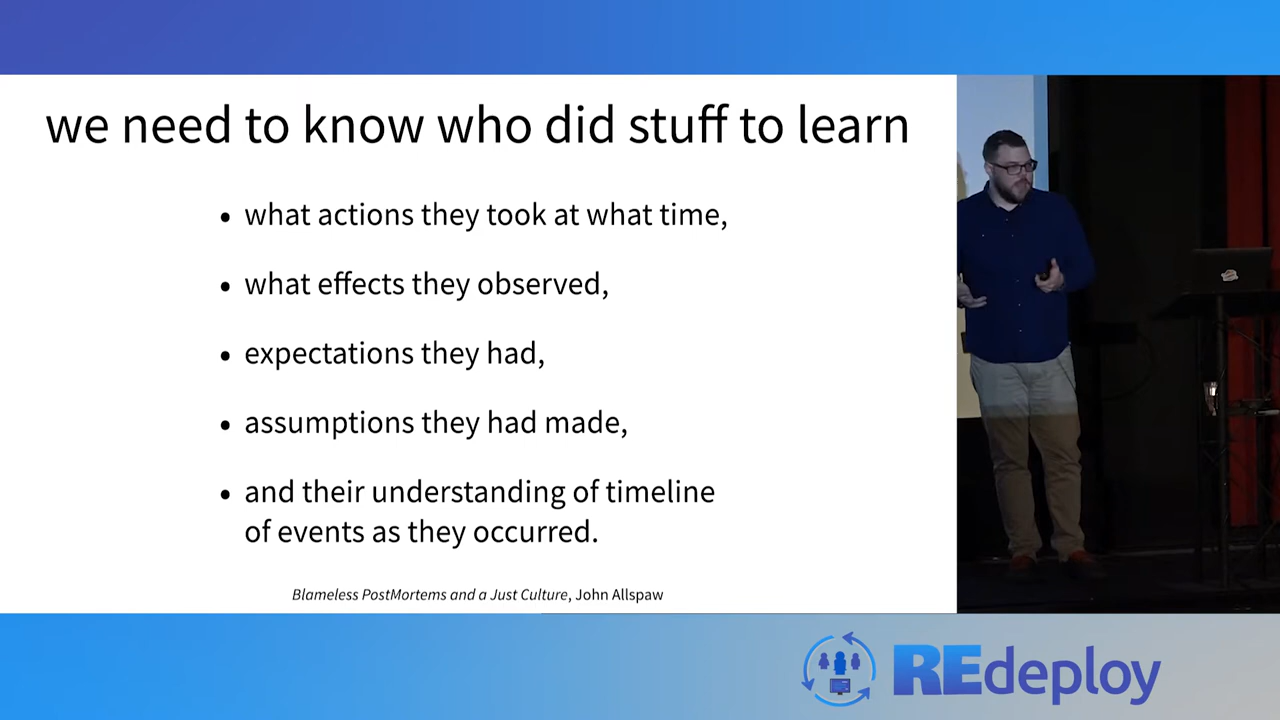 we need to know who did stuff to learn
• what actions they took at what time,
• what effects they observed,
• expectations they had,
• assumptions they had made,
• and their understanding of timeline
of events as they occurred.
Blameless PostMortems and a Just Culture, John Allspaw
REdeploy